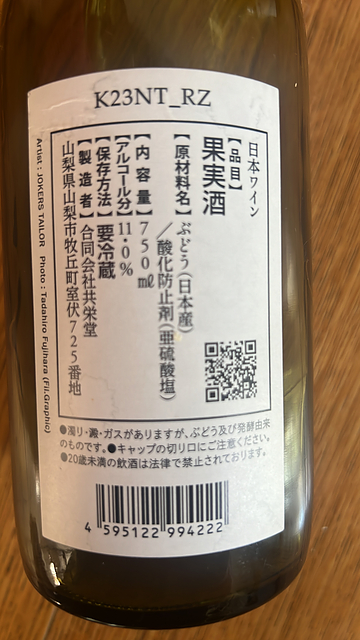 K23NT_RZ
日本ワイン
【品目】
果実酒
【原材料名】ぶどう(日本産)
／酸化防止剤(亜硫酸塩)
【内容量】750㎖
【アルコール分】11・0%
【保存方法】要冷蔵
【製造者】合同会社共栄堂
山梨県山梨市牧丘町室伏725番地
Artist : JOKERS TAILOR Photo : Tadahiro Fujihara (Fil.Graphic)
●濁り・澱・ガスがありますが、ぶどう及び発酵由来
のものです。●キャップの切り口にご注意ください。
●20歳未満の飲酒は法律で禁止されております。
4 595122 994222